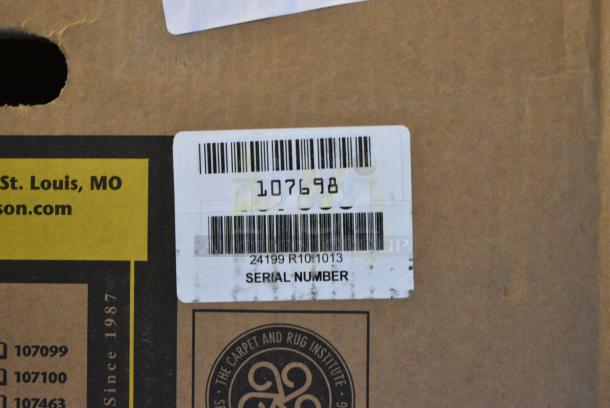 St. Louis, MO
son.com
107698
24199 R10:1013
SERIAL NUMBER
Since 1987
THE CARPET AND RUG INSTITUTE
107099
107100
107463